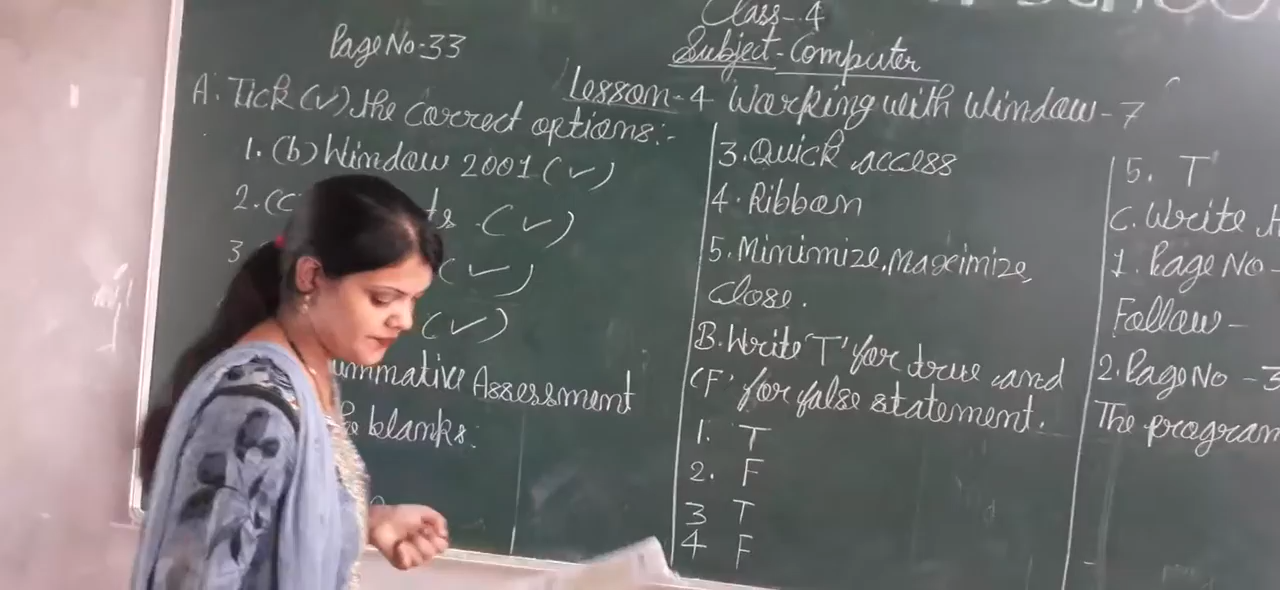 Class-4
Subject-Computer
Lesson-4 Working with Window-7
Page No:-33
A. Tick (✓) the correct options:-
1. (b) Window 2001 (✓)
2. (✓)
3 (✓)
(✓)
Assessment
blanks:
3. Quick access
4. Ribbon
5. Minimize, Maximize,
Close.
B. Write 'T' for true and
'F' for false statement.
1. T
2. F
3 T
4 F
5. T
C. Write
1. Page No-
Follow-
2. Page No -3
The program